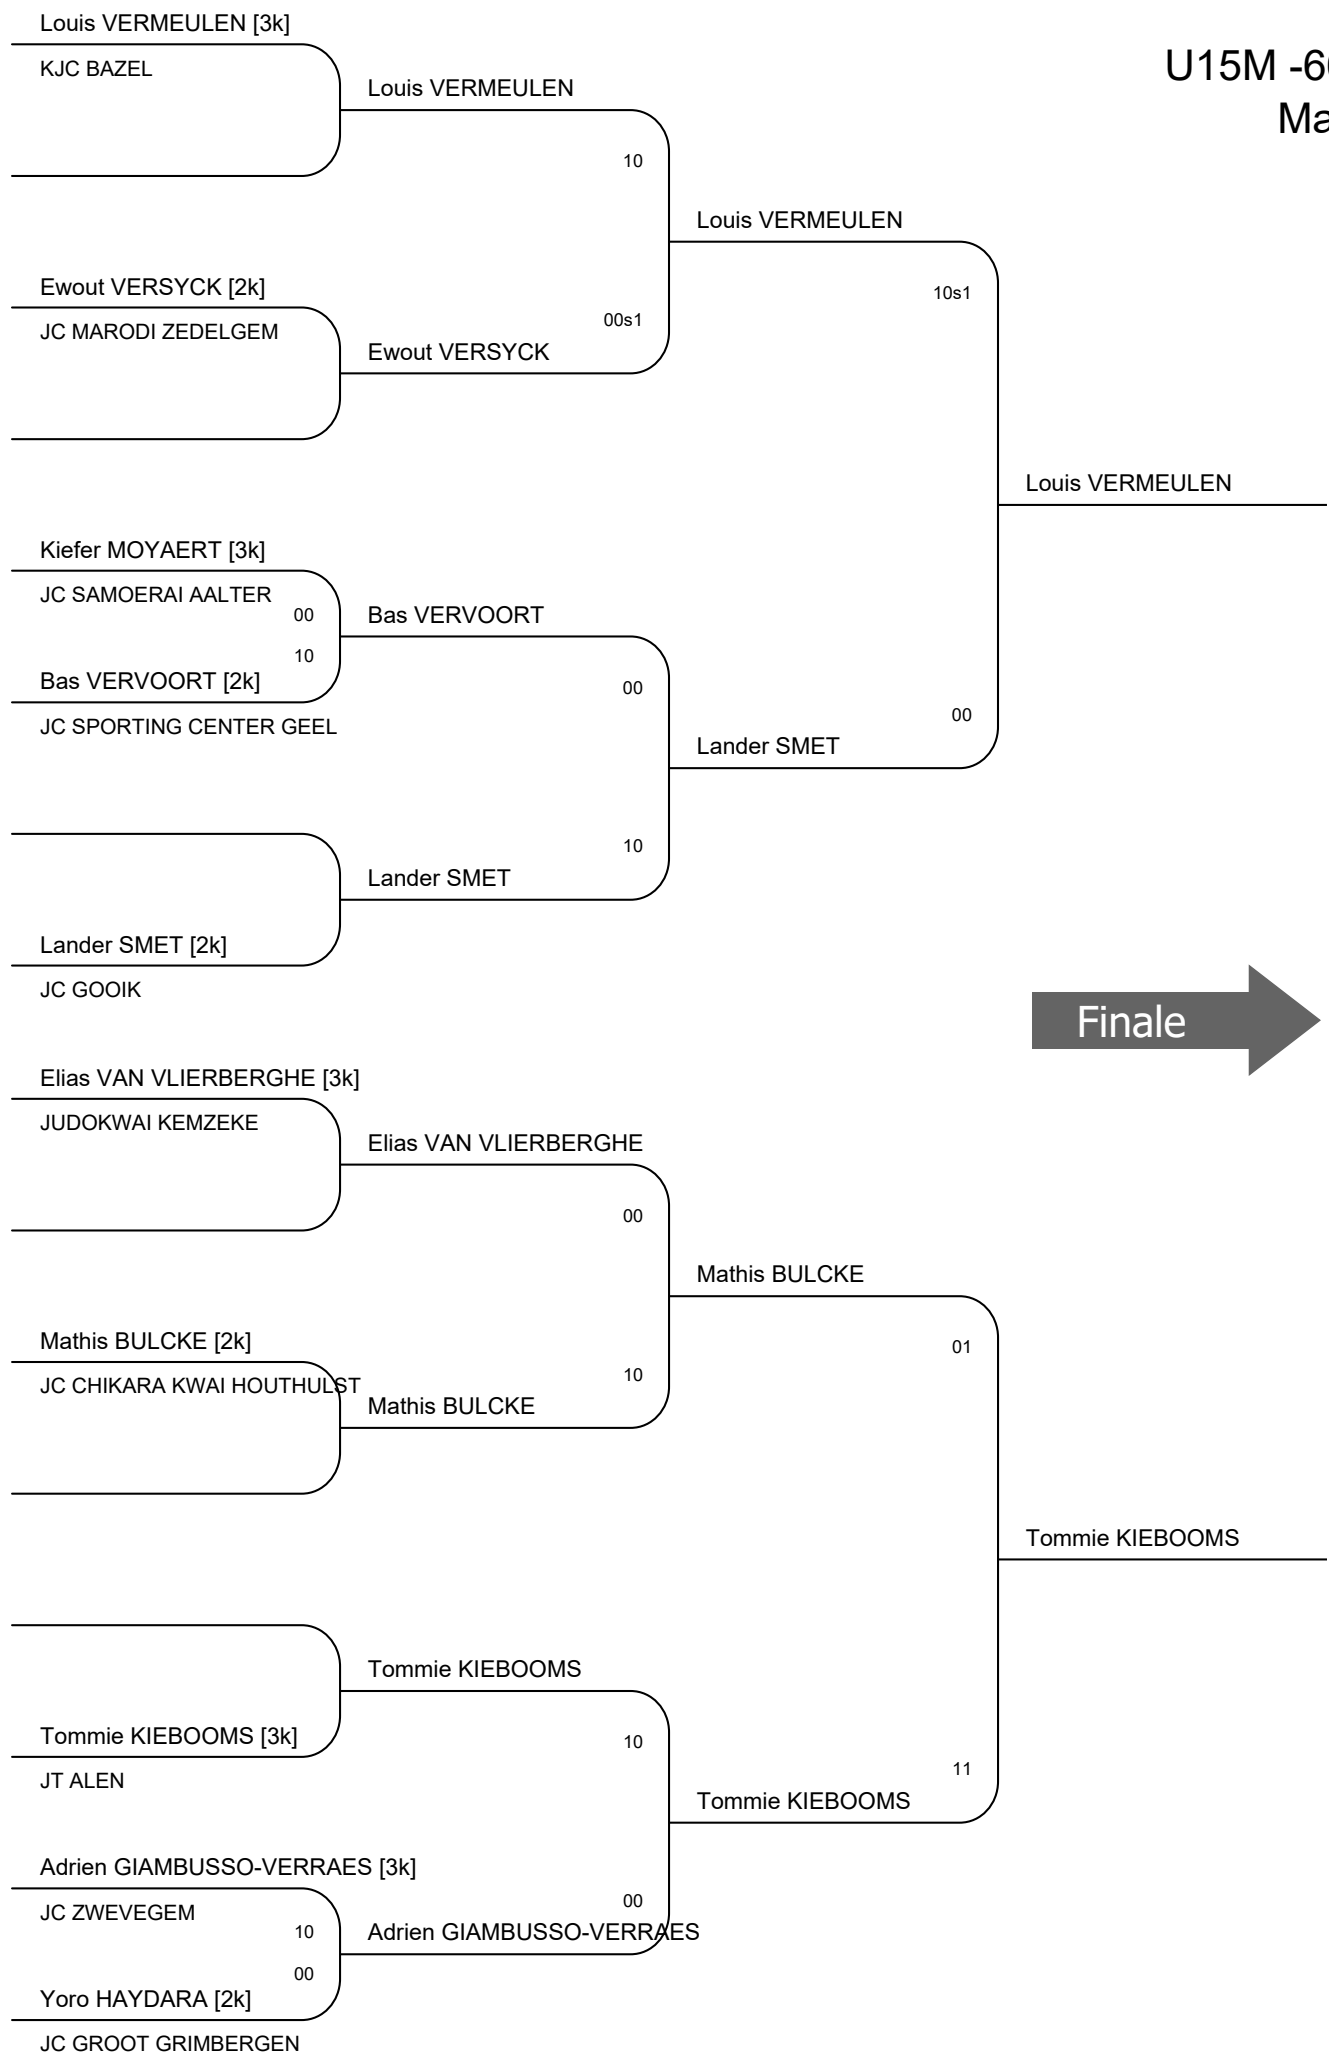 Louis VERMEULEN [3k]
KJC BAZEL
U15M -6
Ma
Louis VERMEULEN
10
Louis VERMEULEN
Ewout VERSYCK [2k]
10s1
JC MARODI ZEDELGEM
00s1
Ewout VERSYCK
Louis VERMEULEN
Kiefer MOYAERT [3k]
JC SAMOERAI AALTER
00
Bas VERVOORT
10
Bas VERVOORT [2k]
00
JC SPORTING CENTER GEEL
00
Lander SMET
10
Lander SMET
Lander SMET [2k]
JC GOOIK
Finale
Elias VAN VLIERBERGHE [3k]
JUDOKWAI KEMZEKE
Elias VAN VLIERBERGHE
00
Mathis BULCKE
Mathis BULCKE [2k]
01
JC CHIKARA KWAI HOUTHULST
10
Mathis BULCKE
Tommie KIEBOOMS
Tommie KIEBOOMS
Tommie KIEBOOMS [3k]
10
JT ALEN
11
Tommie KIEBOOMS
Adrien GIAMBUSSO-VERRAES [3k]
JC ZWEVEGEM
00
10
Adrien GIAMBUSSO-VERRAES
00
Yoro HAYDARA [2k]
JC GROOT GRIMBERGEN